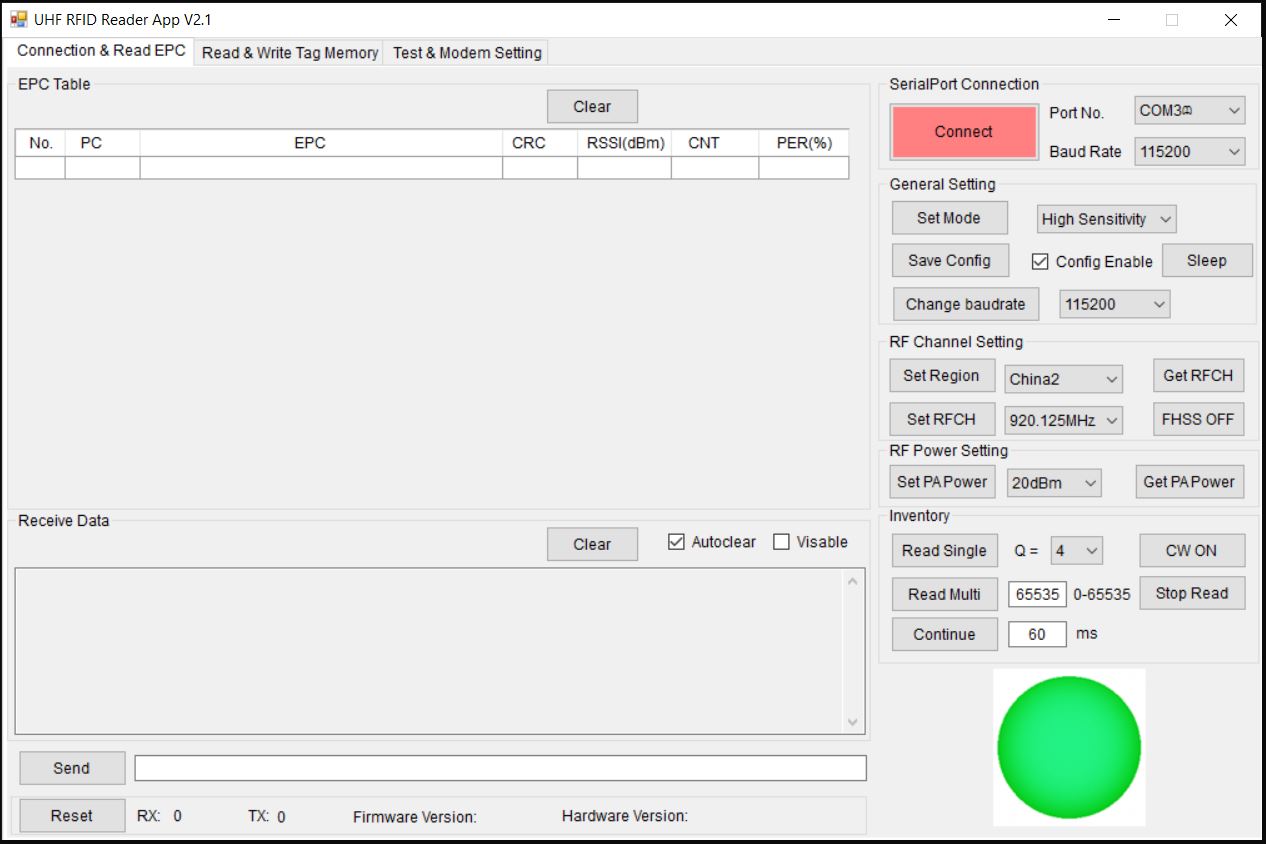 UHF RFID Reader App V2.1
Connection & Read EPC Read & Write Tag Memory Test & Modem Setting
EPC Table
Clear
No. PC EPC CRC RSSI(dBm) CNT PER(%)
Receive Data
Clear Autoclear Visable
Send
Reset RX: 0 TX: 0 Firmware Version: Hardware Version:
SerialPort Connection
Connect Port No. COM3
Baud Rate 115200
General Setting
Set Mode High Sensitivity
Save Config Config Enable Sleep
Change baudrate 115200
RF Channel Setting
Set Region China2 Get RFCH
Set RFCH 920.125MHz FHSS OFF
RF Power Setting
Set PA Power 20dBm Get PA Power
Inventory
Read Single Q = 4 CW ON
Read Multi 65535 0-65535 Stop Read
Continue 60 ms